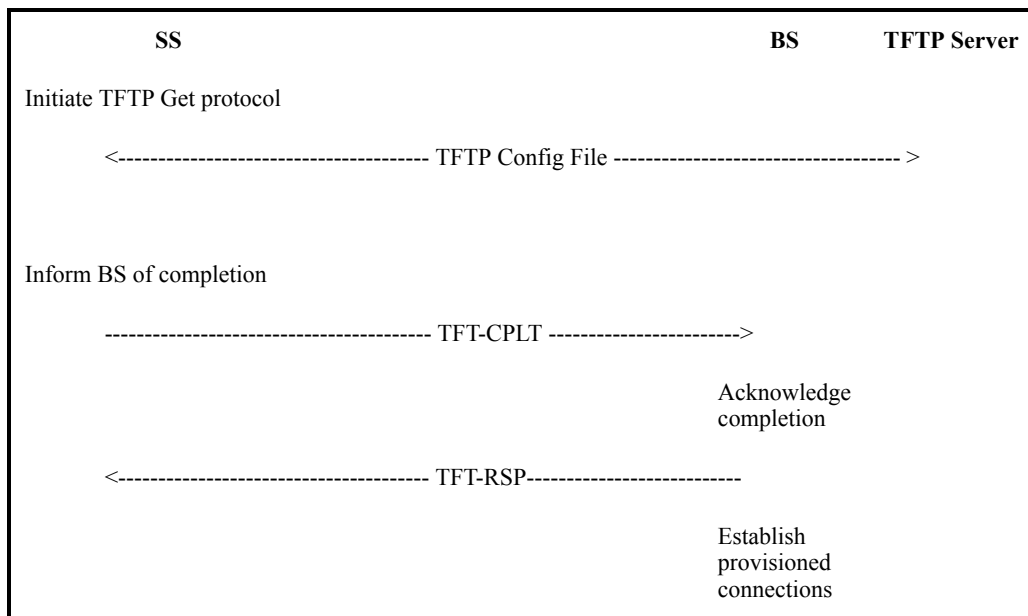 SS BS TFTP Server
Initiate TFTP Get protocol
<--------------------------------------- TFTP Config File ------------------------------------ >
Inform BS of completion
----------------------------------------- TFT-CPLT ------------------------>
Acknowledge
completion
<--------------------------------------- TFT-RSP---------------------------
Establish
provisioned
connections